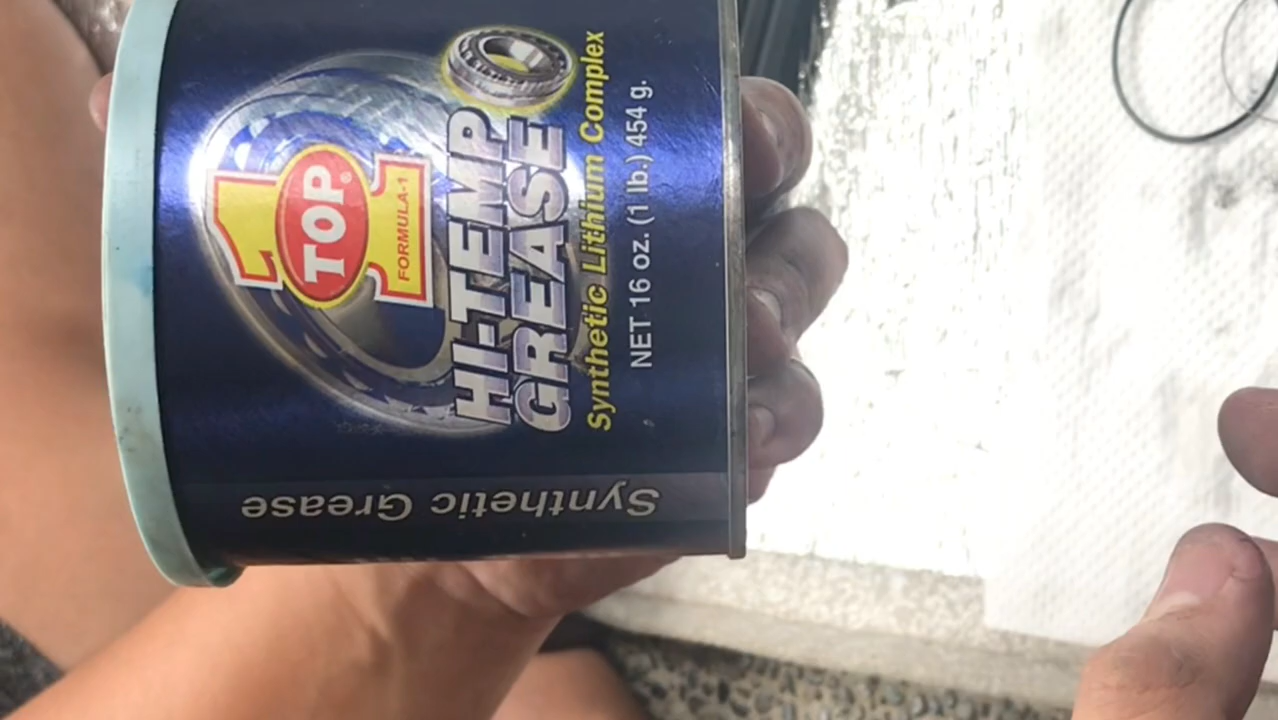 1
TOP®
FORMULA-1
HI-TEMP
GREASE
Synthetic Lithium Complex
NET 16 oz. (1 lb.) 454 g.
Synthetic Grease